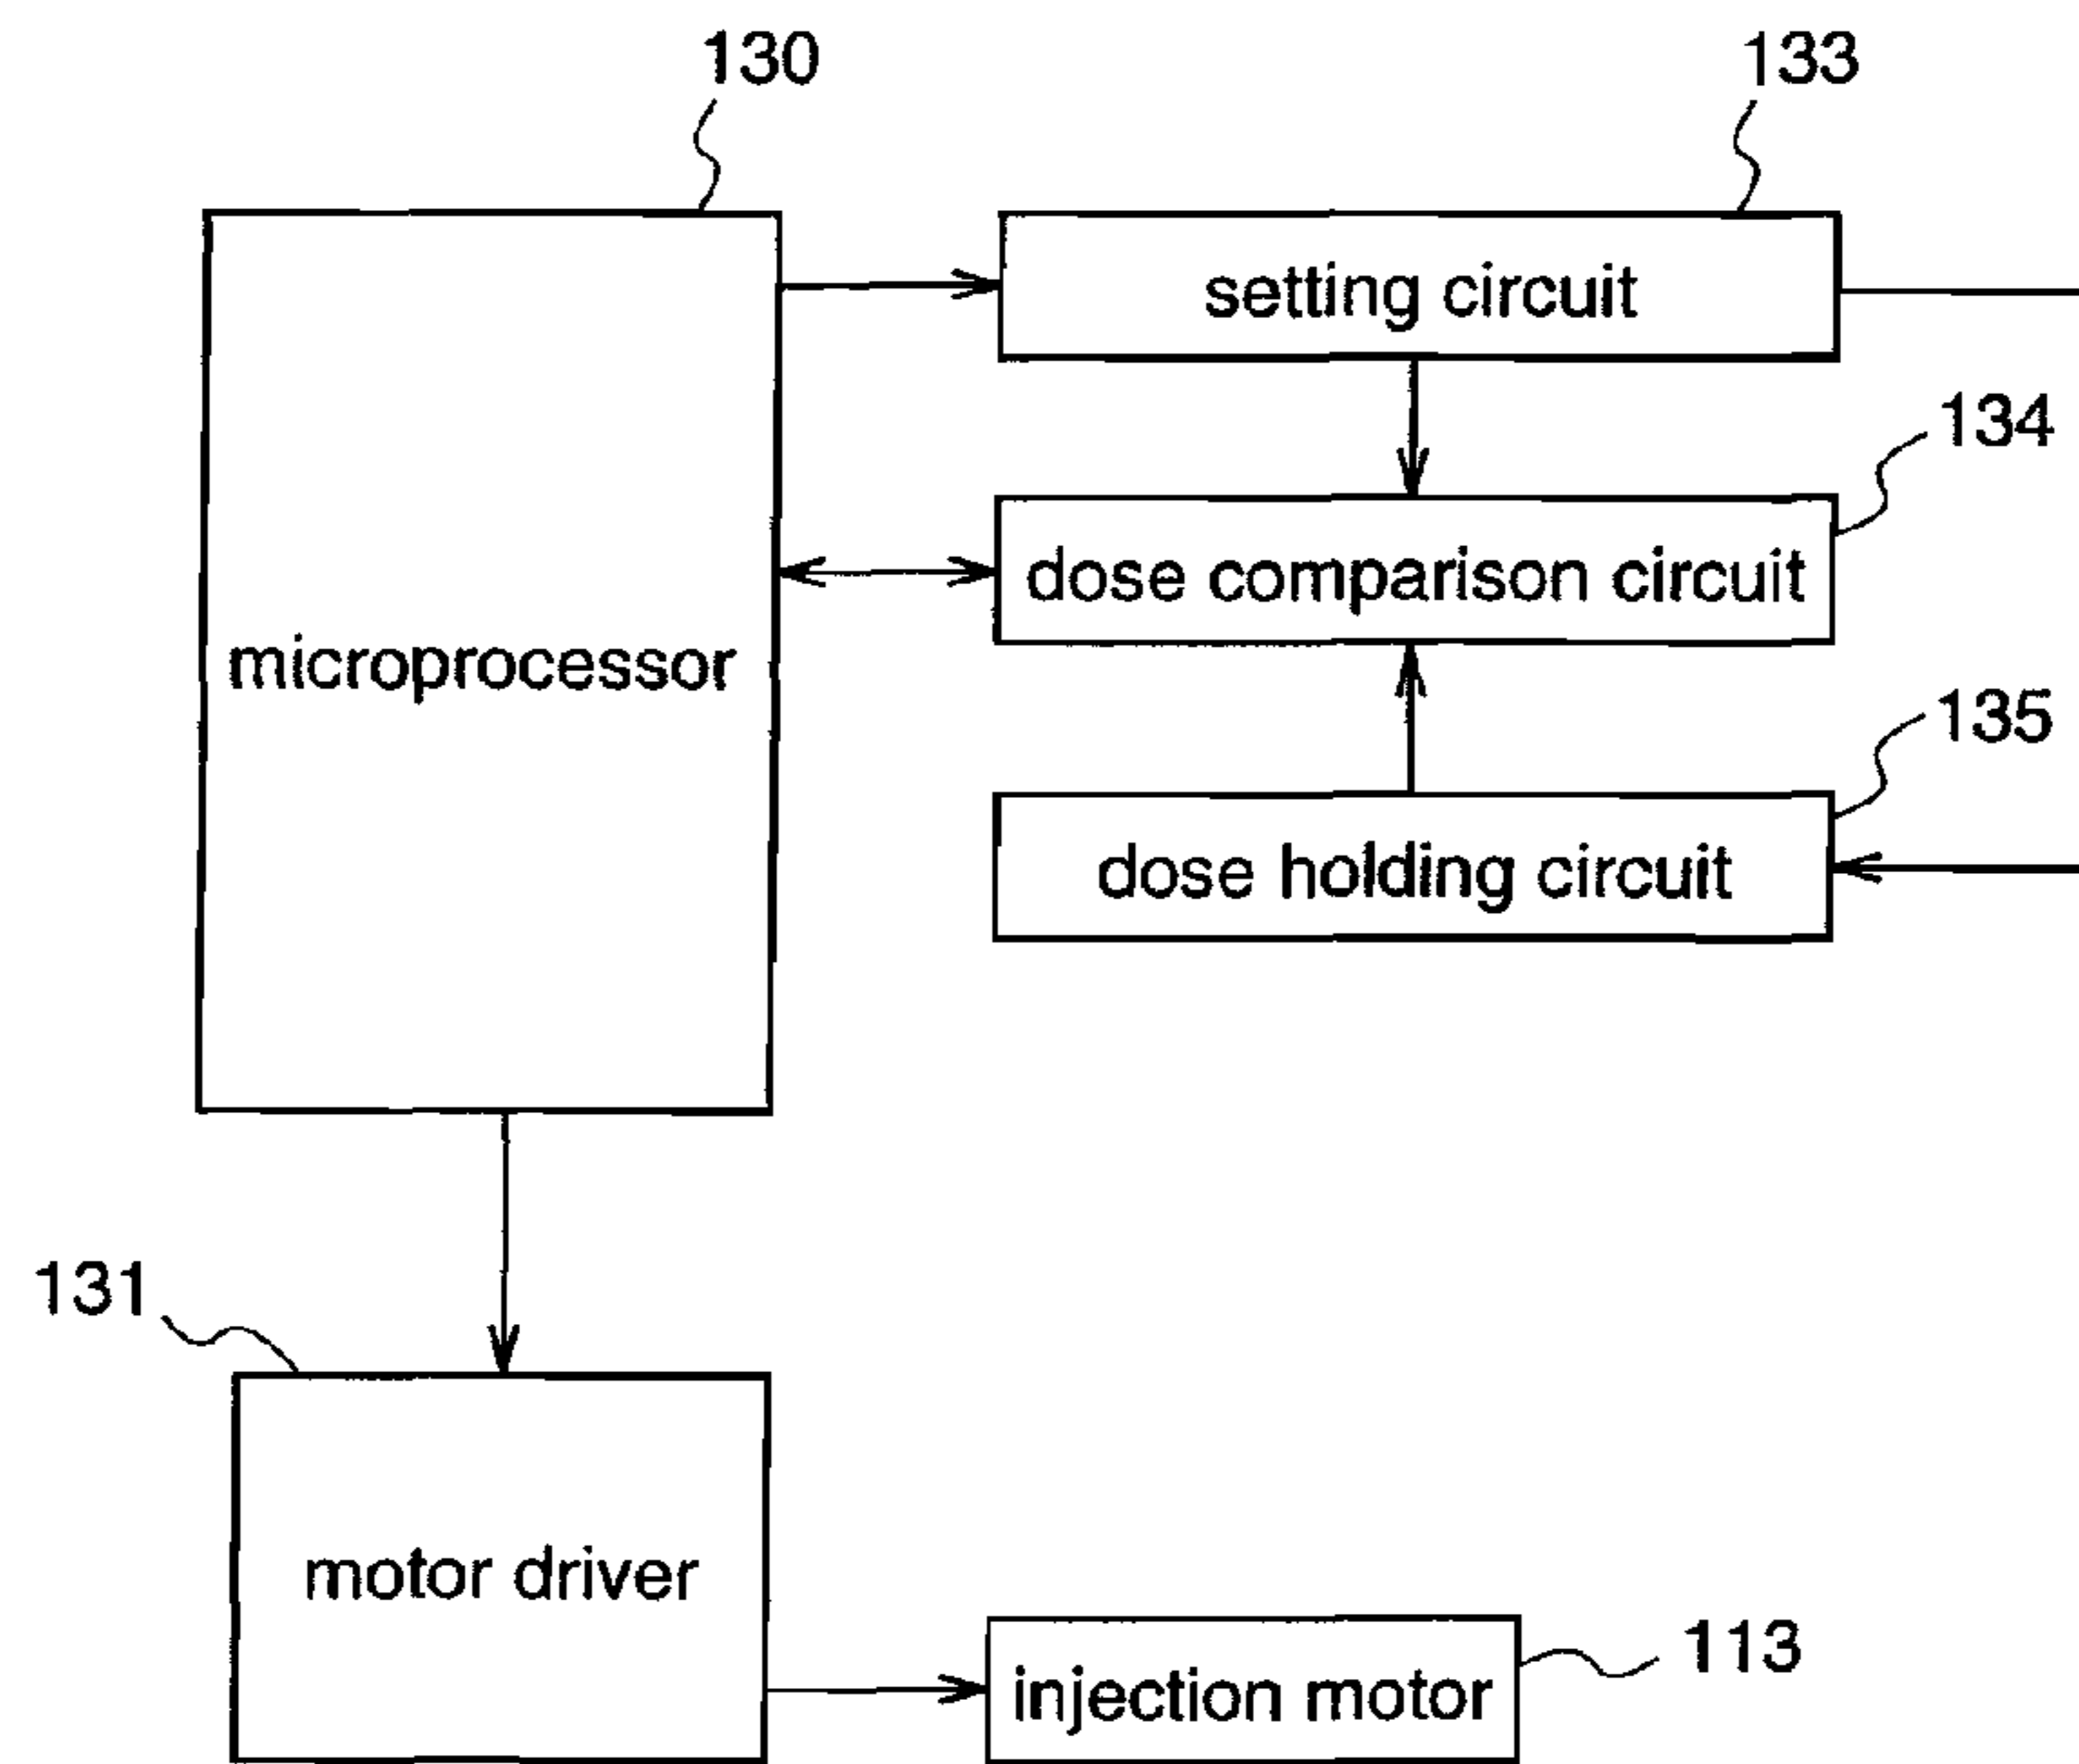 130
133
setting circuit
134
dose comparison circuit
microprocessor
135
dose holding circuit
131
motor driver
113
injection motor